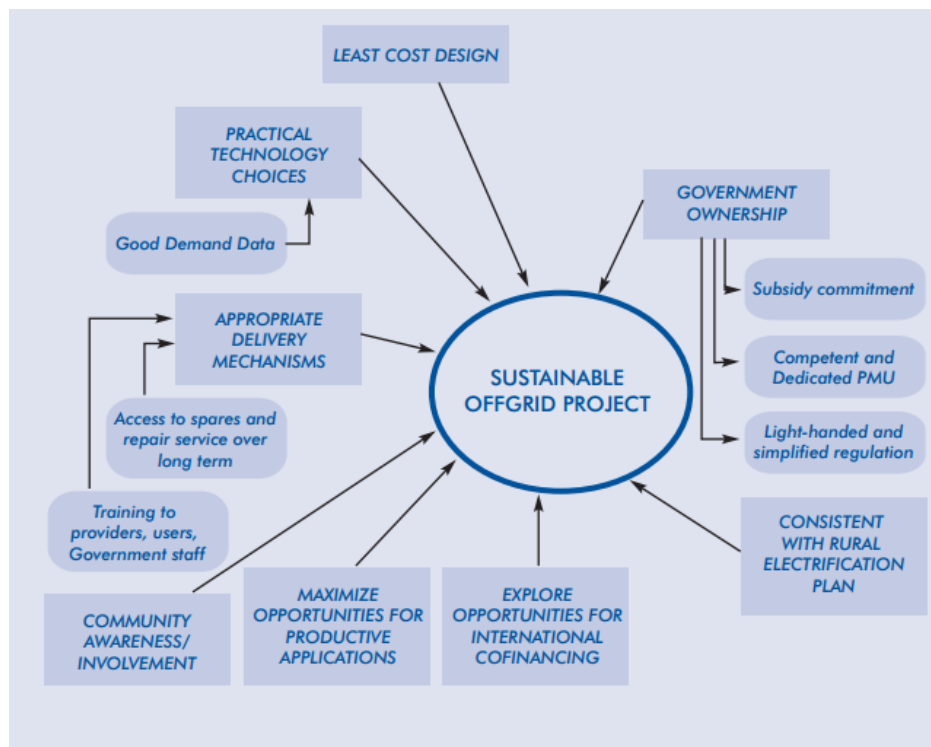 LEAST COST DESIGN
PRACTICAL
TECHNOLOGY
CHOICES
GOVERNMENT
OWNERSHIP
Good Demand Data
Subsidy commitment
APPROPRIATE
DELIVERY
MECHANISMS
Competent and
Dedicated PMU
SUSTAINABLE
OFFGRID PROJECT
Access to spares and
repair service over
long term
Light-handed and
simplified regulation
Training to
providers, users,
Government staff
CONSISTENT
WITH RURAL
ELECTRIFICATION
PLAN
COMMUNITY
AWARENESS/
INVOLVEMENT
MAXIMIZE
OPPORTUNITIES FOR
PRODUCTIVE
APPLICATIONS
EXPLORE
OPPORTUNITIES FOR
INTERNATIONAL
COFINANCING